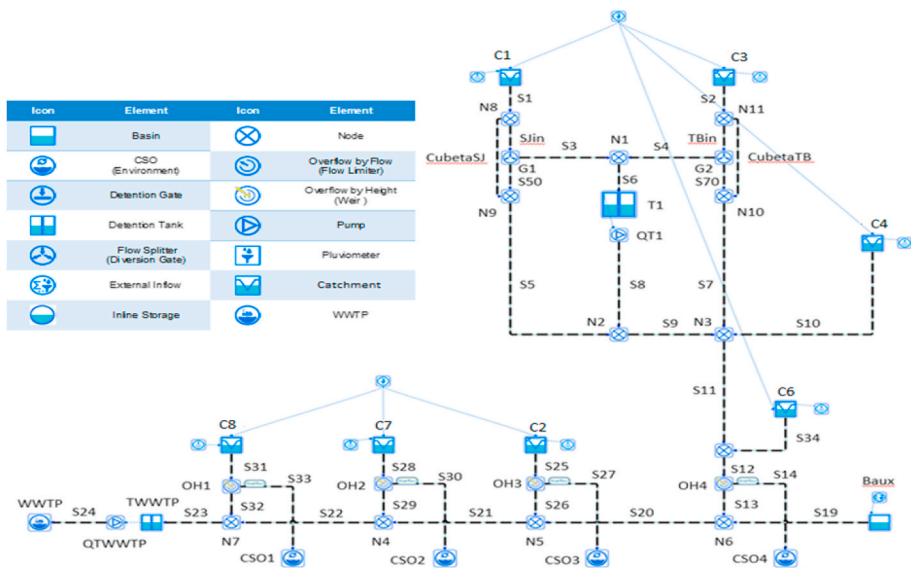 C1
C3
S1
S2
N8
N11
SJin
N1
TBin
S3
S4
CubetaSJ
CubetaTB
G1
G2
S50
S6
S70
T1
N9
N10
QT1
C4
S5
S8
S7
N2
S9
N3
S10
S11
C6
S34
Icon Element Icon Element
Basin Node
CSO (Environment) Overflow by Flow (Flow Limiter)
Detention Gate Overflow by Height (Weir )
Detention Tank Pump
Flow Splitter (Diversion Gate) Pluviometer
External Inflow Catchment
Inline Storage WWTP
C8
C7
C2
S31
S33
S28
S30
S25
S27
S12
S14
Baux
OH1
OH2
OH3
OH4
WWTP
S24
TWWTP
S23
S32
S22
S29
S21
S26
S20
S13
S19
QTWWTP
N7
N4
N5
N6
CSO1
CSO2
CSO3
CSO4